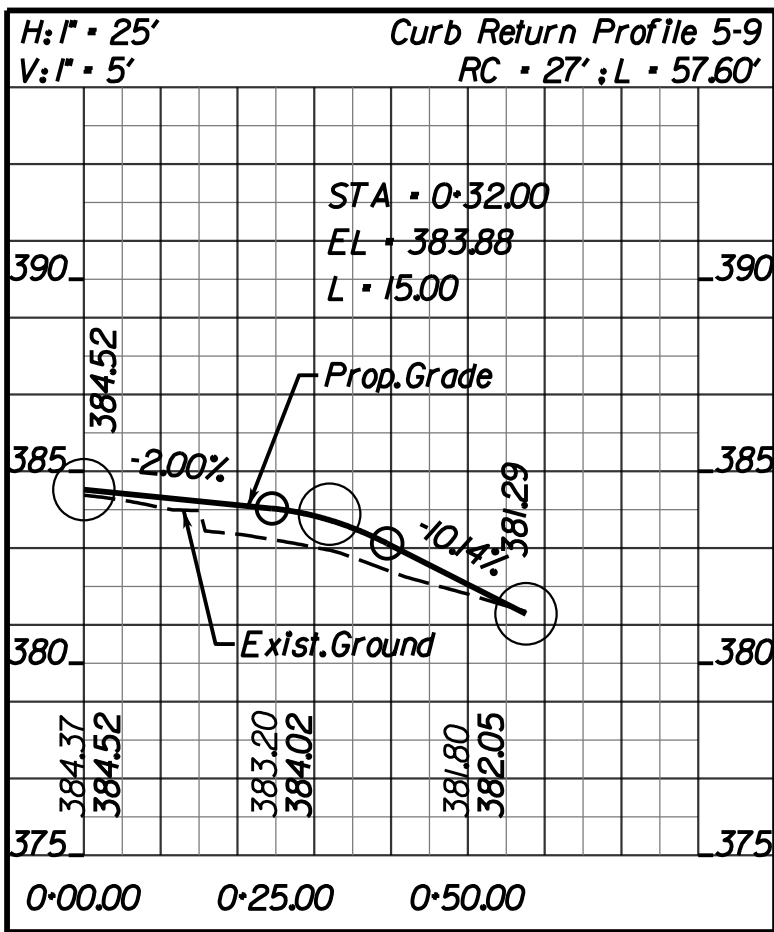 H: 1" = 25' Curb Return Profile 5-9
V: 1" = 5' RC = 27' ; L = 57.60'
STA = 0+32.00
EL = 383.88
L = 15.00
390 390
Prop. Grade
384.52
385 385
-2.00%
-10.14%
381.29
Exist. Ground
380 380
384.37 383.20 381.80
384.52 384.02 382.05
375 375
0+00.00 0+25.00 0+50.00